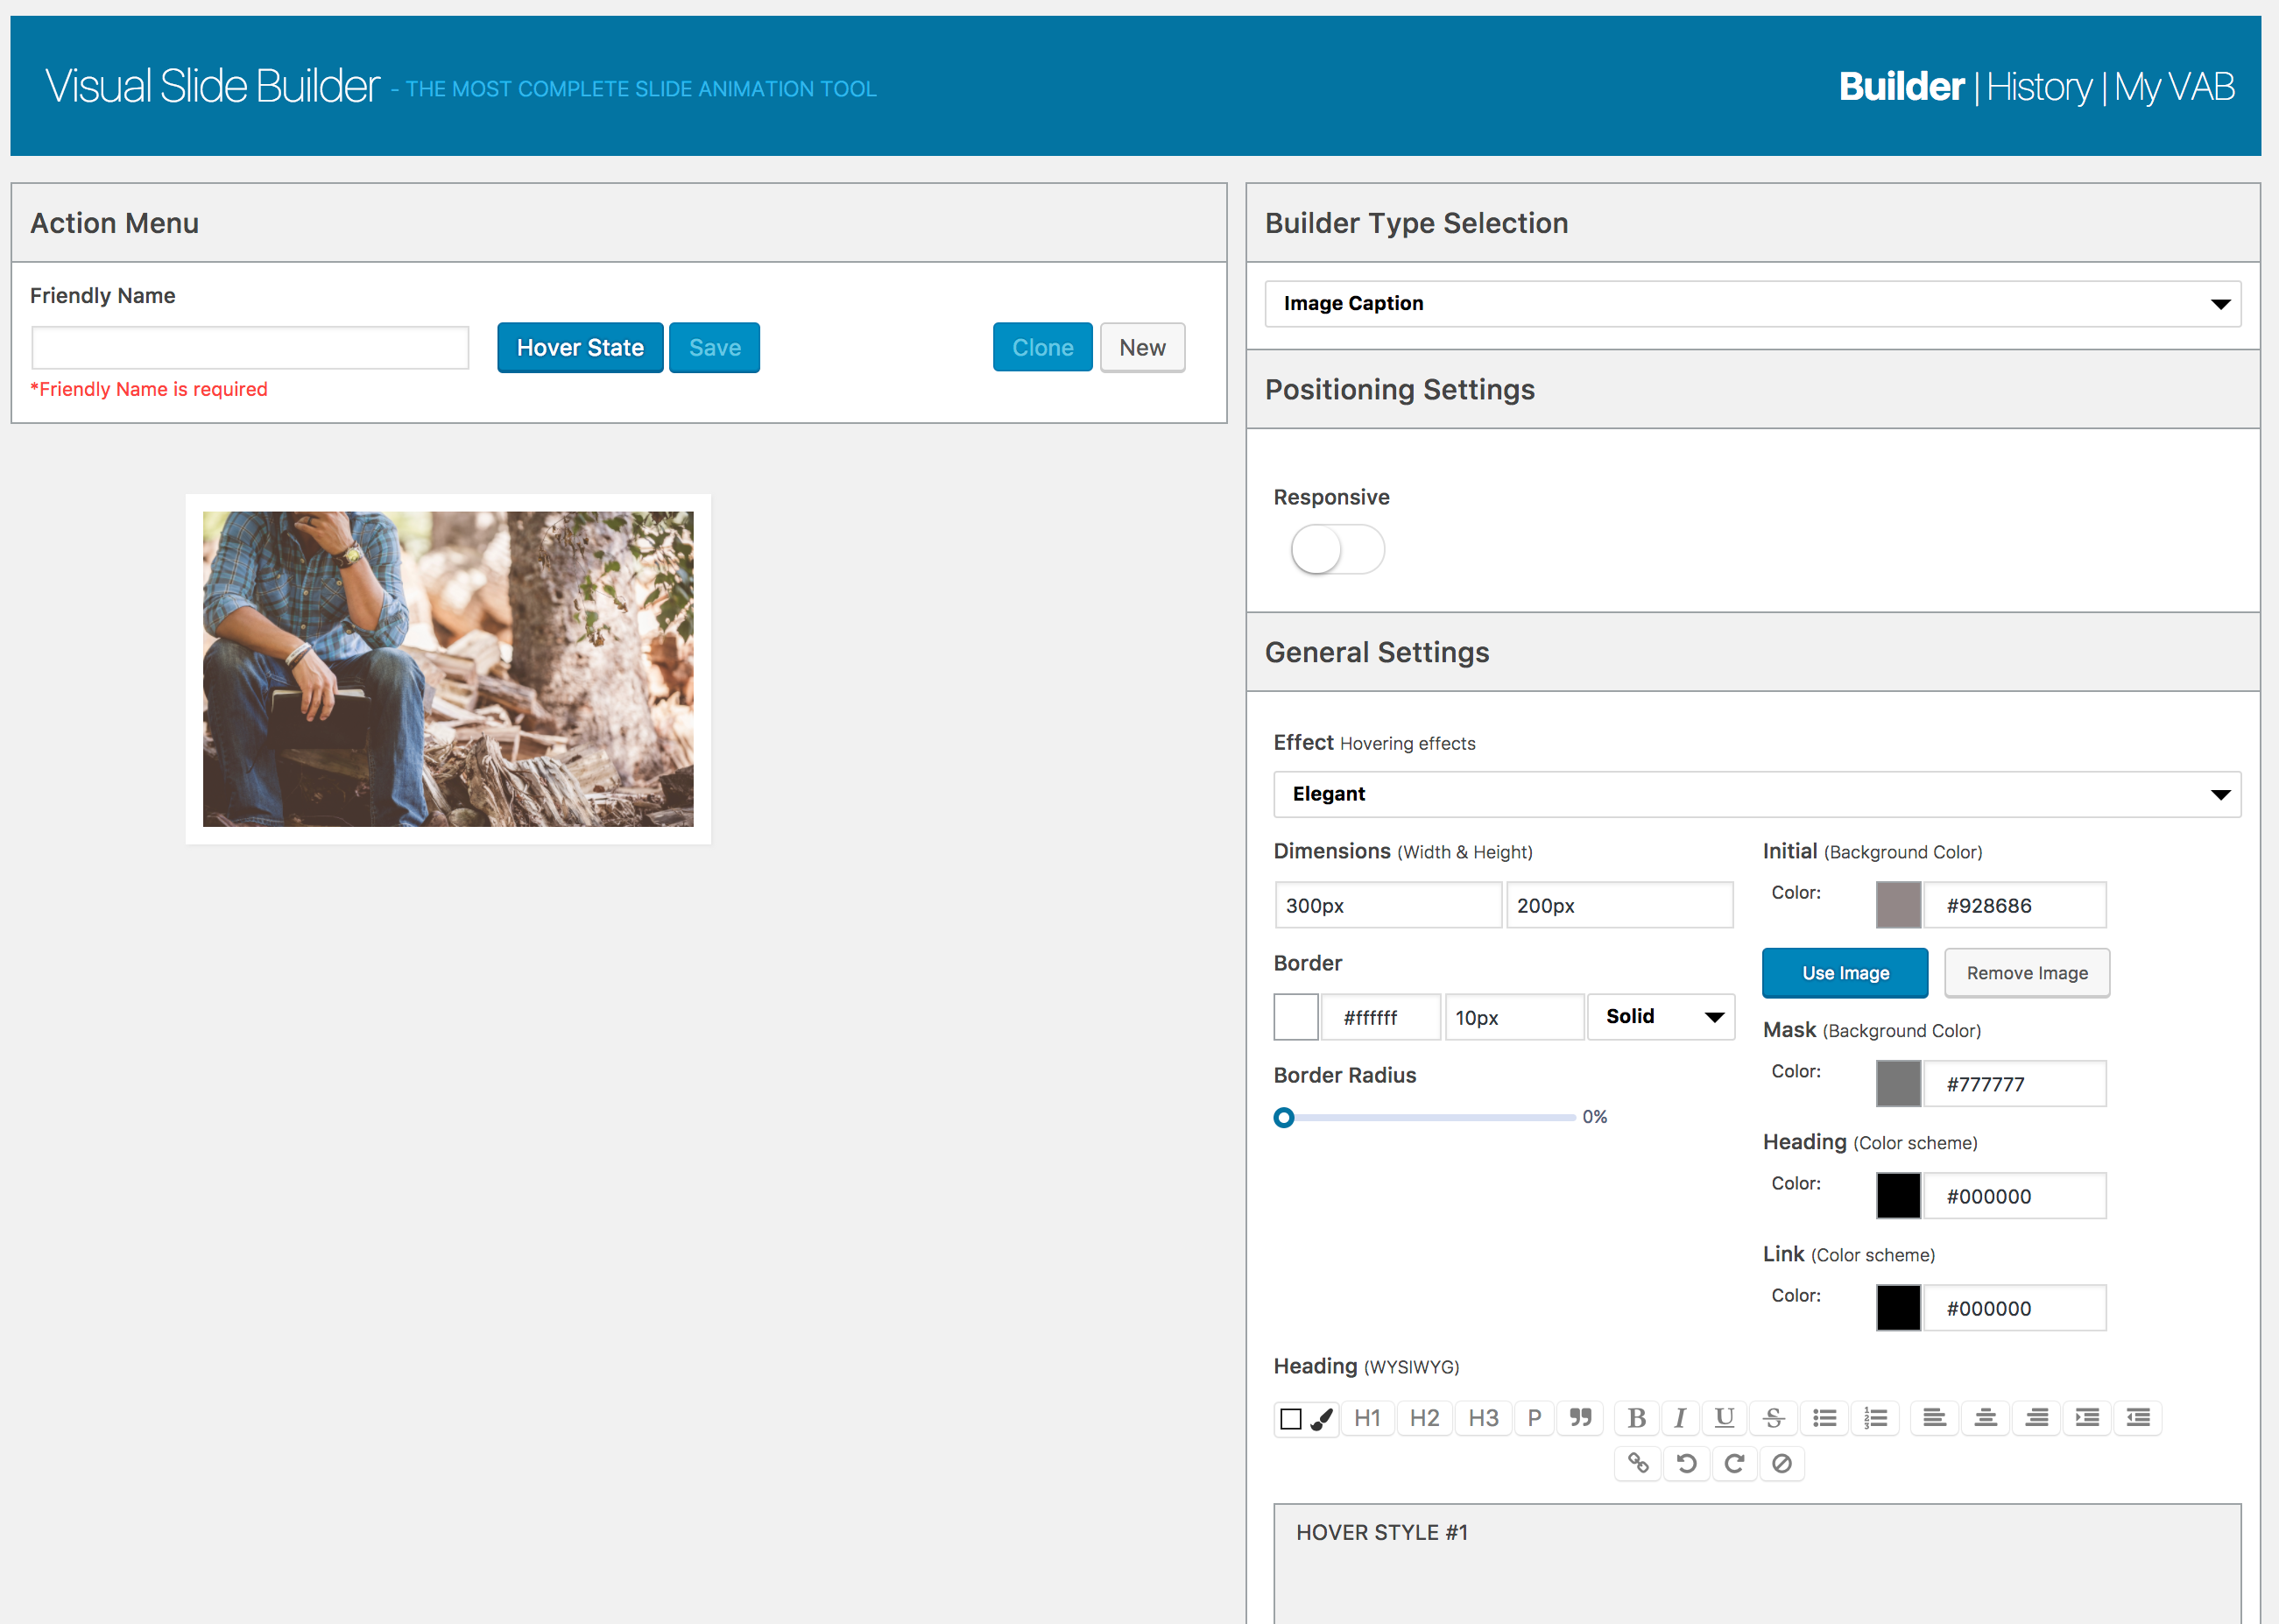 Visual Slide Builder - THE MOST COMPLETE SLIDE ANIMATION TOOL
Builder | History | My VAB
Action Menu
Friendly Name
Hover State
Save
Clone
New
*Friendly Name is required
Builder Type Selection
Image Caption
Positioning Settings
Responsive
General Settings
Effect Hovering effects
Elegant
Dimensions (Width & Height)
300px
200px
Border
#ffffff
10px
Solid
Border Radius
0%
Initial (Background Color)
Color:
#928686
Use Image
Remove Image
Mask (Background Color)
Color:
#777777
Heading (Color scheme)
Color:
#000000
Link (Color scheme)
Color:
#000000
Heading (WYSIWYG)
H1 H2 H3 P B I U S
HOVER STYLE #1